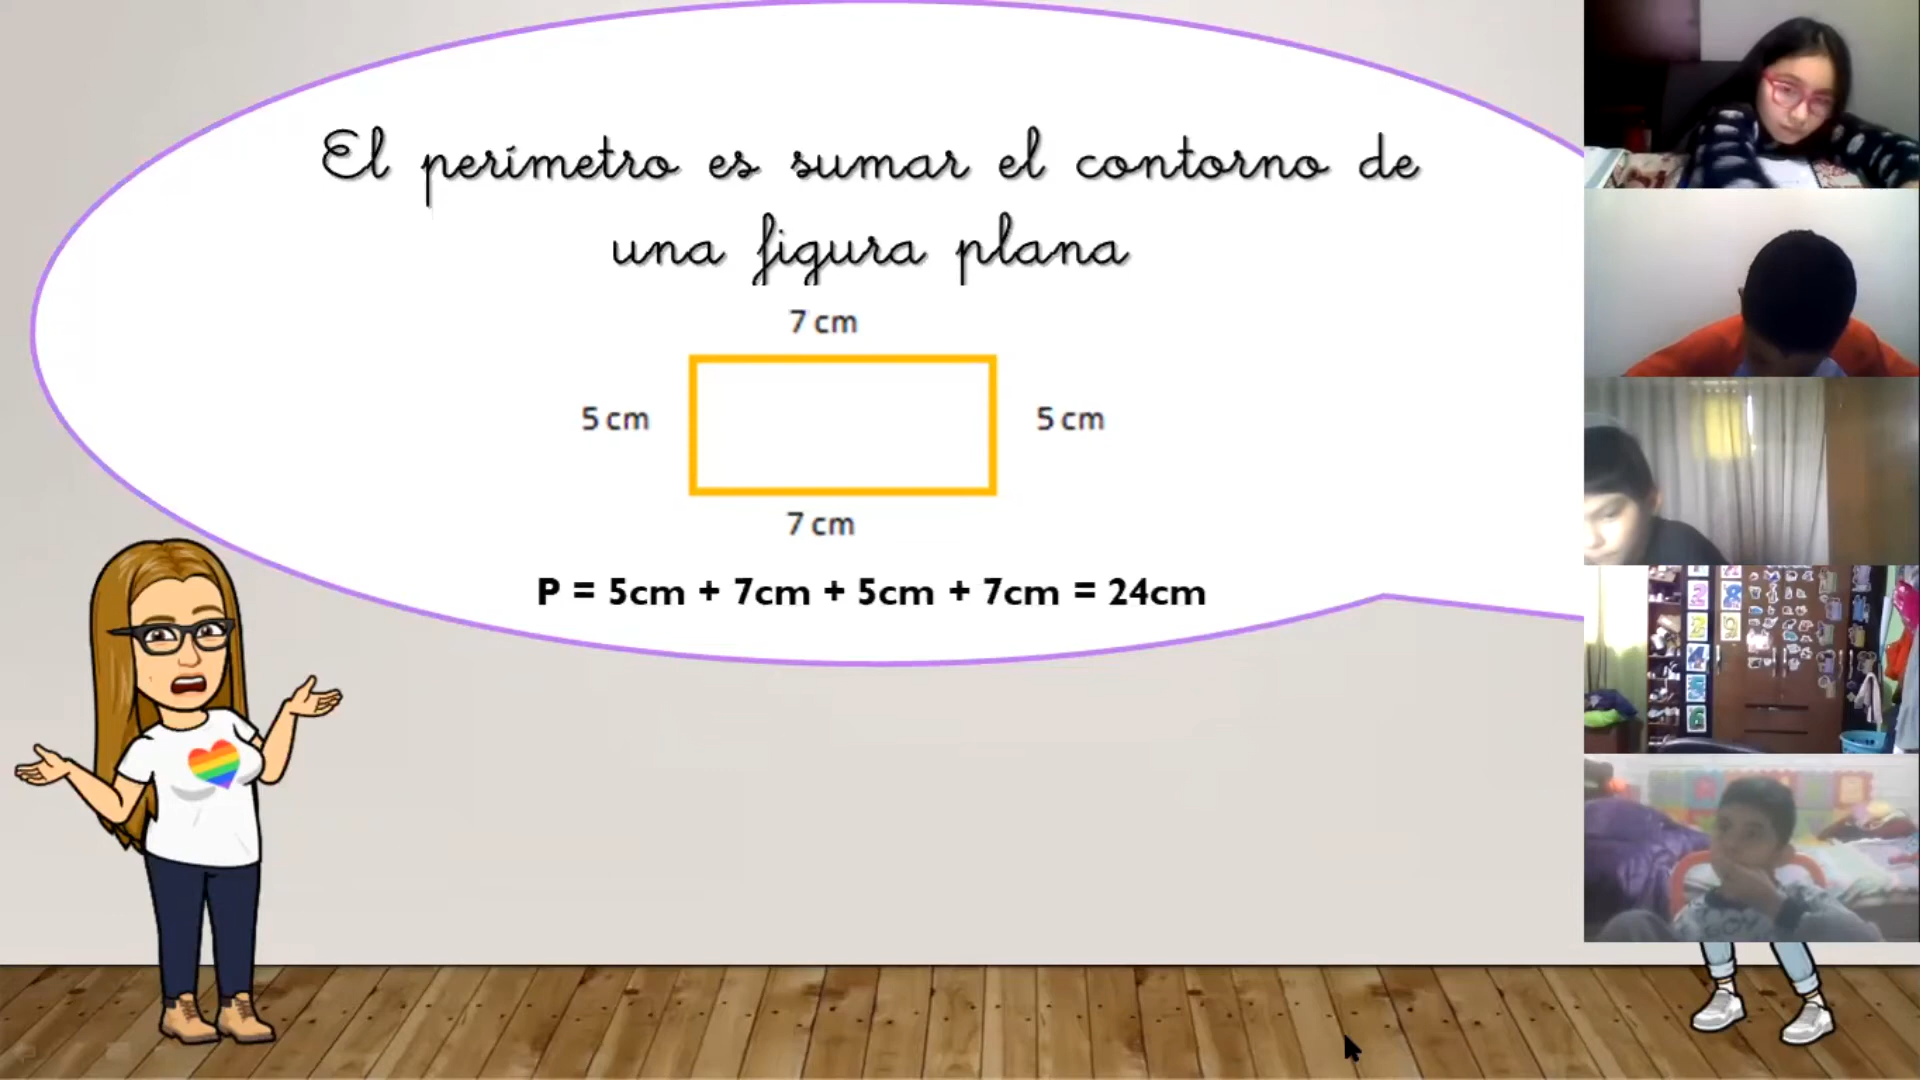 El perímetro es sumar el contorno de
una figura plana
7 cm
5 cm
5 cm
7 cm
P = 5cm + 7cm + 5cm + 7cm = 24cm